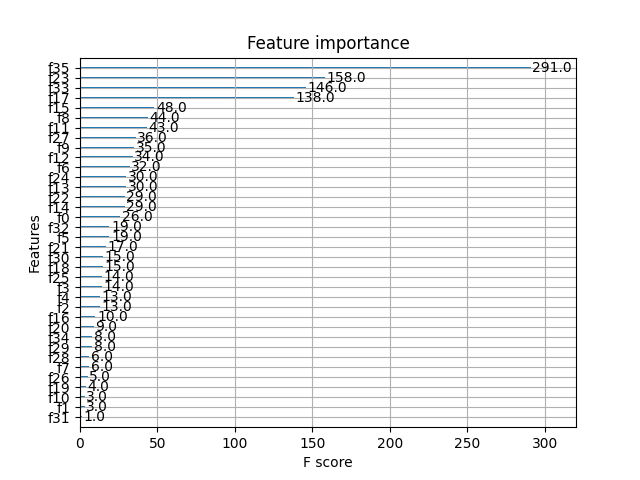 Feature importance
f35 291.0
f23 158.0
f33 146.0
f17 138.0
f15 48.0
f8 44.0
f11 43.0
f27 36.0
f9 35.0
f12 34.0
f6 32.0
f24 30.0
f13 30.0
f22 29.0
f14 29.0
f0 26.0
f32 19.0
f5 19.0
f21 17.0
f30 15.0
f18 15.0
f25 14.0
f3 14.0
f4 13.0
f2 13.0
f16 10.0
f20 9.0
f34 8.0
f29 8.0
f28 6.0
f7 6.0
f26 5.0
f19 4.0
f10 3.0
f1 3.0
f31 1.0
0 50 100 150 200 250 300
F score
Features